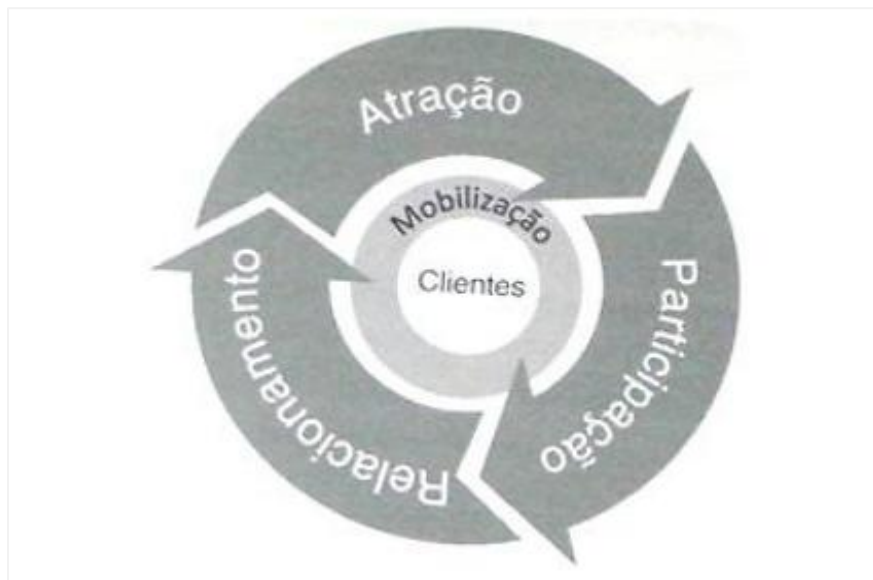 Atração
Mobilização
Clientes
Participação
Relacionamento